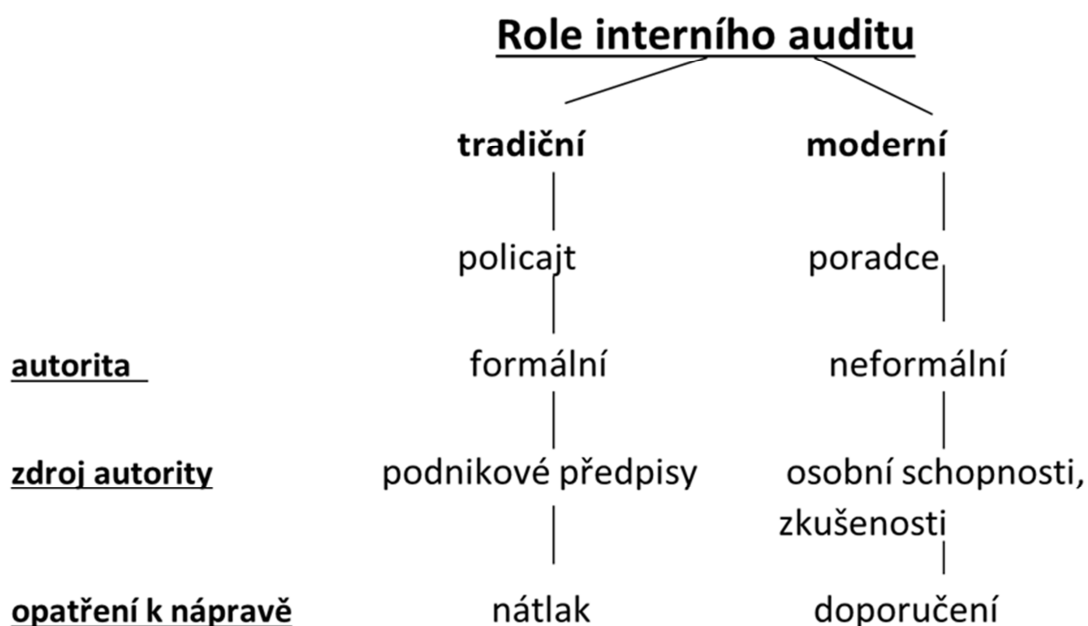 Role interního auditu
tradiční moderní
policajt poradce
autorita formální neformální
zdroj autority podnikové předpisy osobní schopnosti,
zkušenosti
opatření k nápravě nátlak doporučení